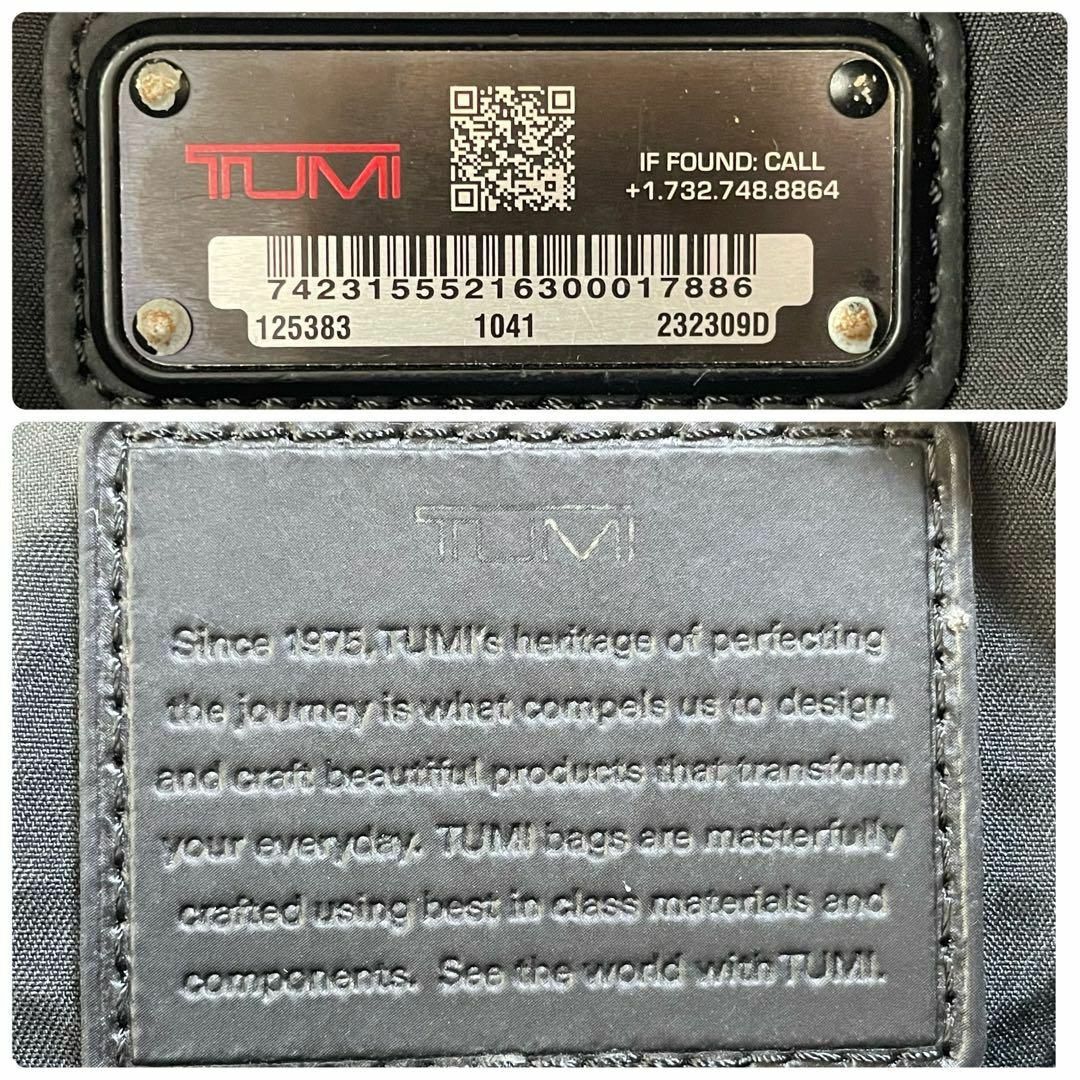 TUMI
IF FOUND: CALL
+1.732.748.8864
74231555216300017886
125383 1041 232309D
TUMI
Since 1975, TUMI's heritage of perfecting
the journey is what compels us to design
and craft beautiful products that transform
your everyday. TUMI bags are masterfully
crafted using best in class materials and
components. See the world with TUMI.